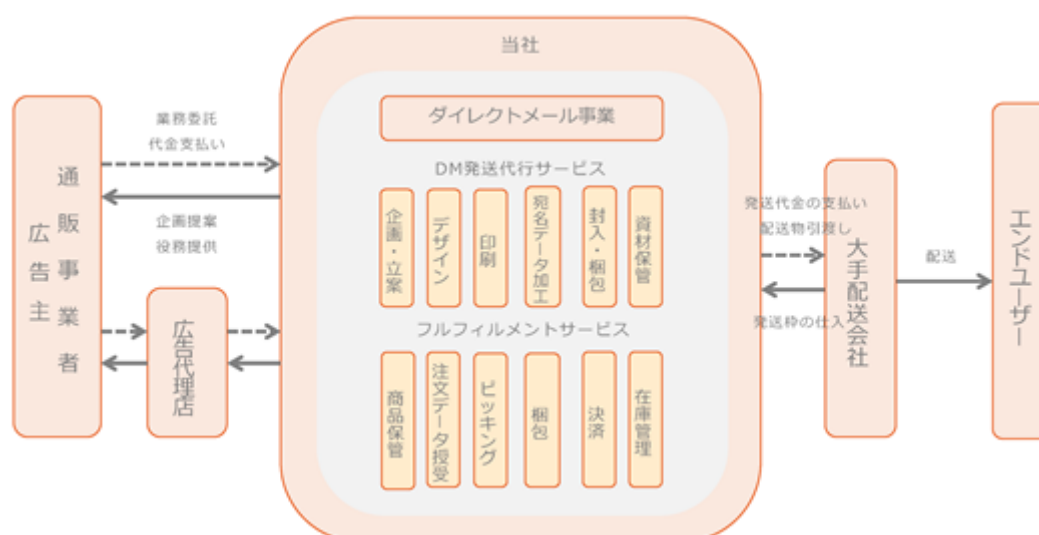 当社
ダイレクトメール事業
DM発送代行サービス
企画・立案
デザイン
印刷
宛名データ加工
封入・梱包
資材保管
フルフィルメントサービス
商品保管
注文データ授受
ピッキング
梱包
決済
在庫管理
通販事業者
広告主
業務委託
代金支払い
企画提案
役務提供
広告代理店
発送代金の支払い
配送物引渡し
発送枠の仕入
大手配送会社
配送
エンドユーザー